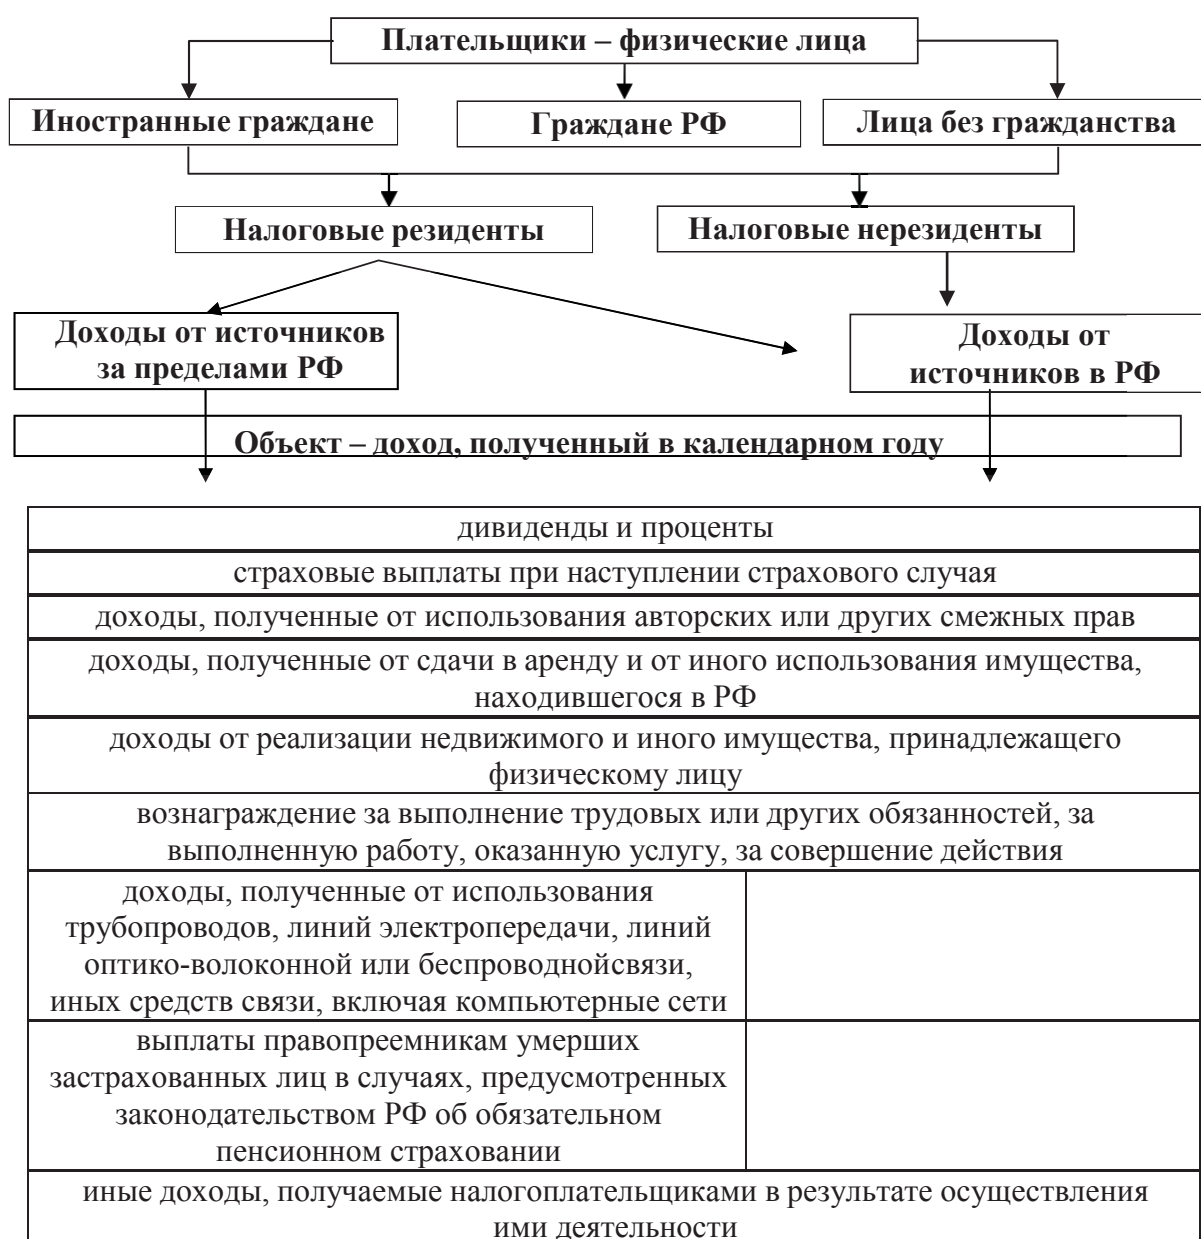 Плательщики – физические лица
Иностранные граждане
Граждане РФ
Лица без гражданства
Налоговые резиденты
Налоговые нерезиденты
Доходы от источников
за пределами РФ
Доходы от
источников в РФ
Объект – доход, полученный в календарном году
дивиденды и проценты
страховые выплаты при наступлении страхового случая
доходы, полученные от использования авторских или других смежных прав
доходы, полученные от сдачи в аренду и от иного использования имущества,
находившегося в РФ
доходы от реализации недвижимого и иного имущества, принадлежащего
физическому лицу
вознаграждение за выполнение трудовых или других обязанностей, за
выполненную работу, оказанную услугу, за совершение действия
доходы, полученные от использования
трубопроводов, линий электропередачи, линий
оптико-волоконной или беспроводнойсвязи,
иных средств связи, включая компьютерные сети
выплаты правопреемникам умерших
застрахованных лиц в случаях, предусмотренных
законодательством РФ об обязательном
пенсионном страховании
иные доходы, получаемые налогоплательщиками в результате осуществления
ими деятельности